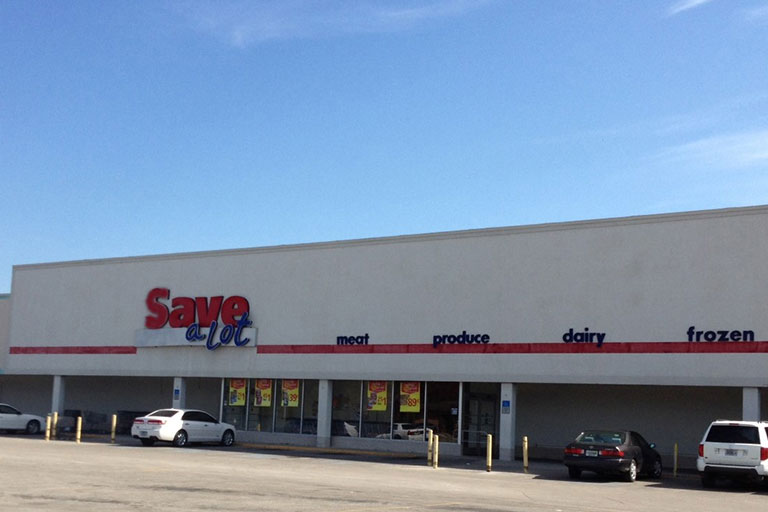 Save
a Lot
meat
produce
dairy
frozen